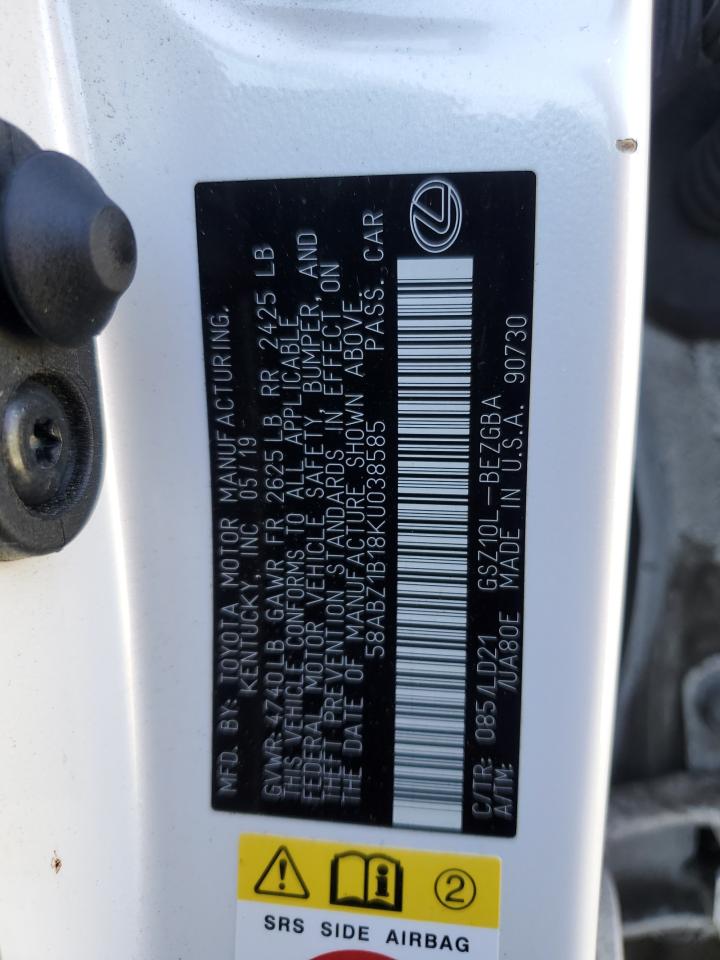 MFD. BY: TOYOTA MOTOR MANUFACTURING,
KENTUCKY, INC 05/19
GVWR: 4740LB GAWR FR 2625LB RR 2425 LB
THIS VEHICLE CONFORMS TO ALL APPLICABLE
FEDERAL MOTOR VEHICLE SAFETY, BUMPER, AND
THEFT PREVENTION STANDARDS IN EFFECT ON
THE DATE OF MANUFACTURE SHOWN ABOVE.
58ABZ1B18KU038585 PASS. CAR
C/TR: 085/LD21 GSZ10L-BEZGBA
A/TM: /UA80E MADE IN U.S.A. 90730
2
SRS SIDE AIRBAG